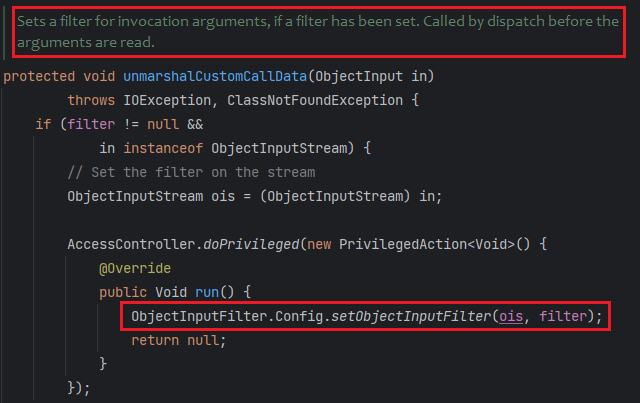 Sets a filter for invocation arguments, if a filter has been set. Called by dispatch before the
arguments are read.
protected void unmarshalCustomCallData(ObjectInput in)
        throws IOException, ClassNotFoundException {
    if (filter != null &&
            in instanceof ObjectInputStream) {
        // Set the filter on the stream
        ObjectInputStream ois = (ObjectInputStream) in;

        AccessController.doPrivileged(new PrivilegedAction<Void>() {
            @Override
            public Void run() {
                ObjectInputFilter.Config.setObjectInputFilter(ois, filter);
                return null;
            }
        });